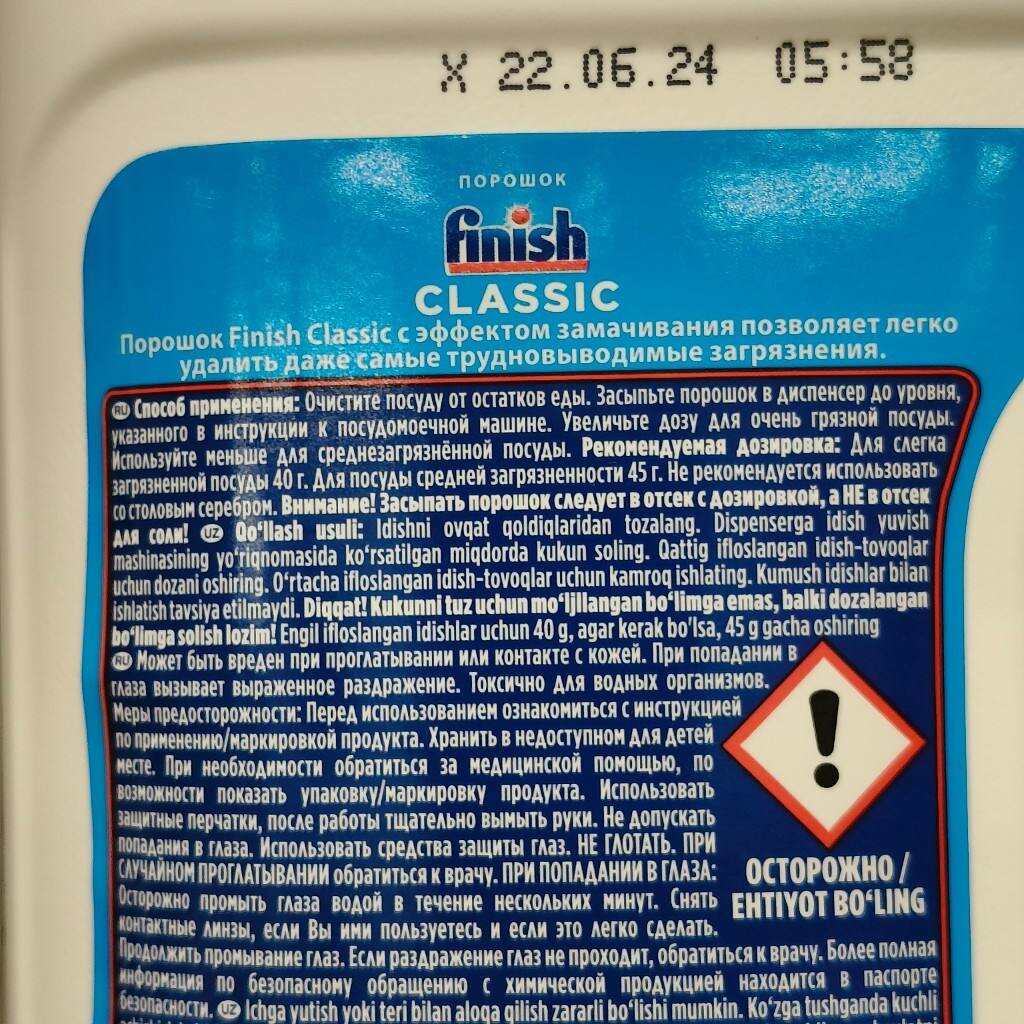 X 22.06.24 05:58
ПОРОШОК
finish
CLASSIC
Порошок Finish Classic с эффектом замачивания позволяет легко
удалить даже самые трудновыводимые загрязнения.
RU Способ применения: Очистите посуду от остатков еды. Засыпьте порошок в диспенсер до уровня,
указанного в инструкции к посудомоечной машине. Увеличьте дозу для очень грязной посуды.
Используйте меньше для среднезагрязнённой посуды. Рекомендуемая дозировка: Для слегка
загрязненной посуды 40 г. Для посуды средней загрязненности 45 г. Не рекомендуется использовать
со столовым серебром. Внимание! Засыпать порошок следует в отсек с дозировкой, а НЕ в отсек
для соли! UZ Qo‘llash usuli: Idishni ovqat qoldiqlaridan tozalang. Dispenserga idish yuvish
mashinasining yo‘riqnomasida ko‘rsatilgan miqdorda kukun soling. Qattig ifloslangan idish-tovoqlar
uchun dozani oshiring. O‘rtacha ifloslangan idish-tovoqlar uchun kamroq ishlating. Kumush idishlar bilan
ishlatish tavsiya etilmaydi. Diqqat! Kukunni tuz uchun mo‘ljllangan bo‘limga emas, balki dozalangan
bo‘limga solish lozim! Engil ifloslangan idishlar uchun 40 g, agar kerak bo‘lsa, 45 g gacha oshiring
RU Может быть вреден при проглатывании или контакте с кожей. При попадании в
глаза вызывает выраженное раздражение. Токсично для водных организмов.
Меры предосторожности: Перед использованием ознакомиться с инструкцией
по применению/маркировкой продукта. Хранить в недоступном для детей
месте. При необходимости обратиться за медицинской помощью, по
возможности показать упаковку/маркировку продукта. Использовать
защитные перчатки, после работы тщательно вымыть руки. Не допускать
попадания в глаза. Использовать средства защиты глаз. НЕ ГЛОТАТЬ. ПРИ
СЛУЧАЙНОМ ПРОГЛАТЫВАНИИ обратиться к врачу. ПРИ ПОПАДАНИИ В ГЛАЗА:
Осторожно промыть глаза водой в течение нескольких минут. Снять
контактные линзы, если Вы ими пользуетесь и если это легко сделать.
ОСТОРОЖНО /
EHTIYOT BO‘LING
Продолжить промывание глаз. Если раздражение глаз не проходит, обратиться к врачу. Более полная
информация по безопасному обращению с химической продукцией находится в паспорте
безопасности. UZ Ichga yutish yoki teri bilan aloqa qilish zararli bo‘lishi mumkin. Ko‘zga tushganda kuchli